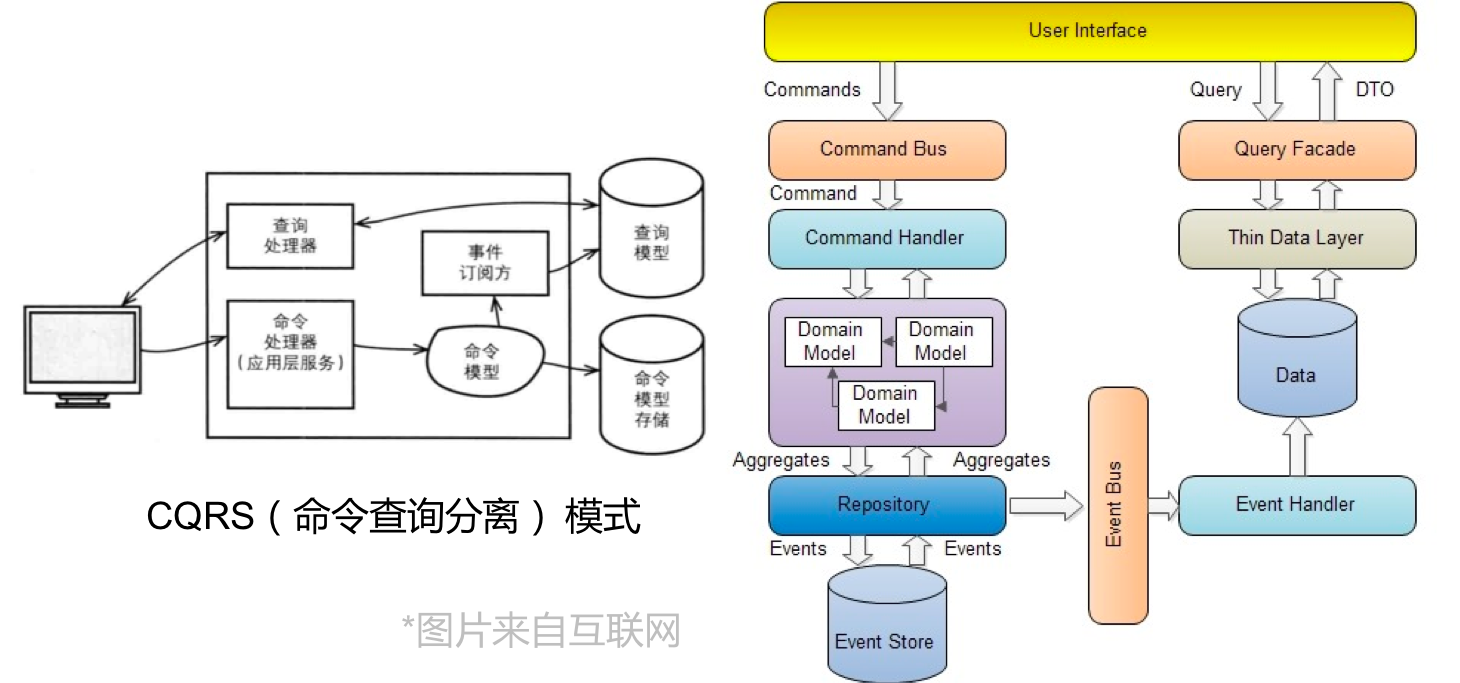 查询
处理器
事件
订阅方
查询
模型
命令
处理器
(应用层服务)
命令
模型
命令
模型
存储
CQRS（命令查询分离）模式
*图片来自互联网
User Interface
Commands
Query
DTO
Command Bus
Query Facade
Command
Command Handler
Thin Data Layer
Domain
Model
Domain
Model
Domain
Model
Data
Aggregates
Aggregates
Repository
Event Bus
Event Handler
Events
Events
Event Store